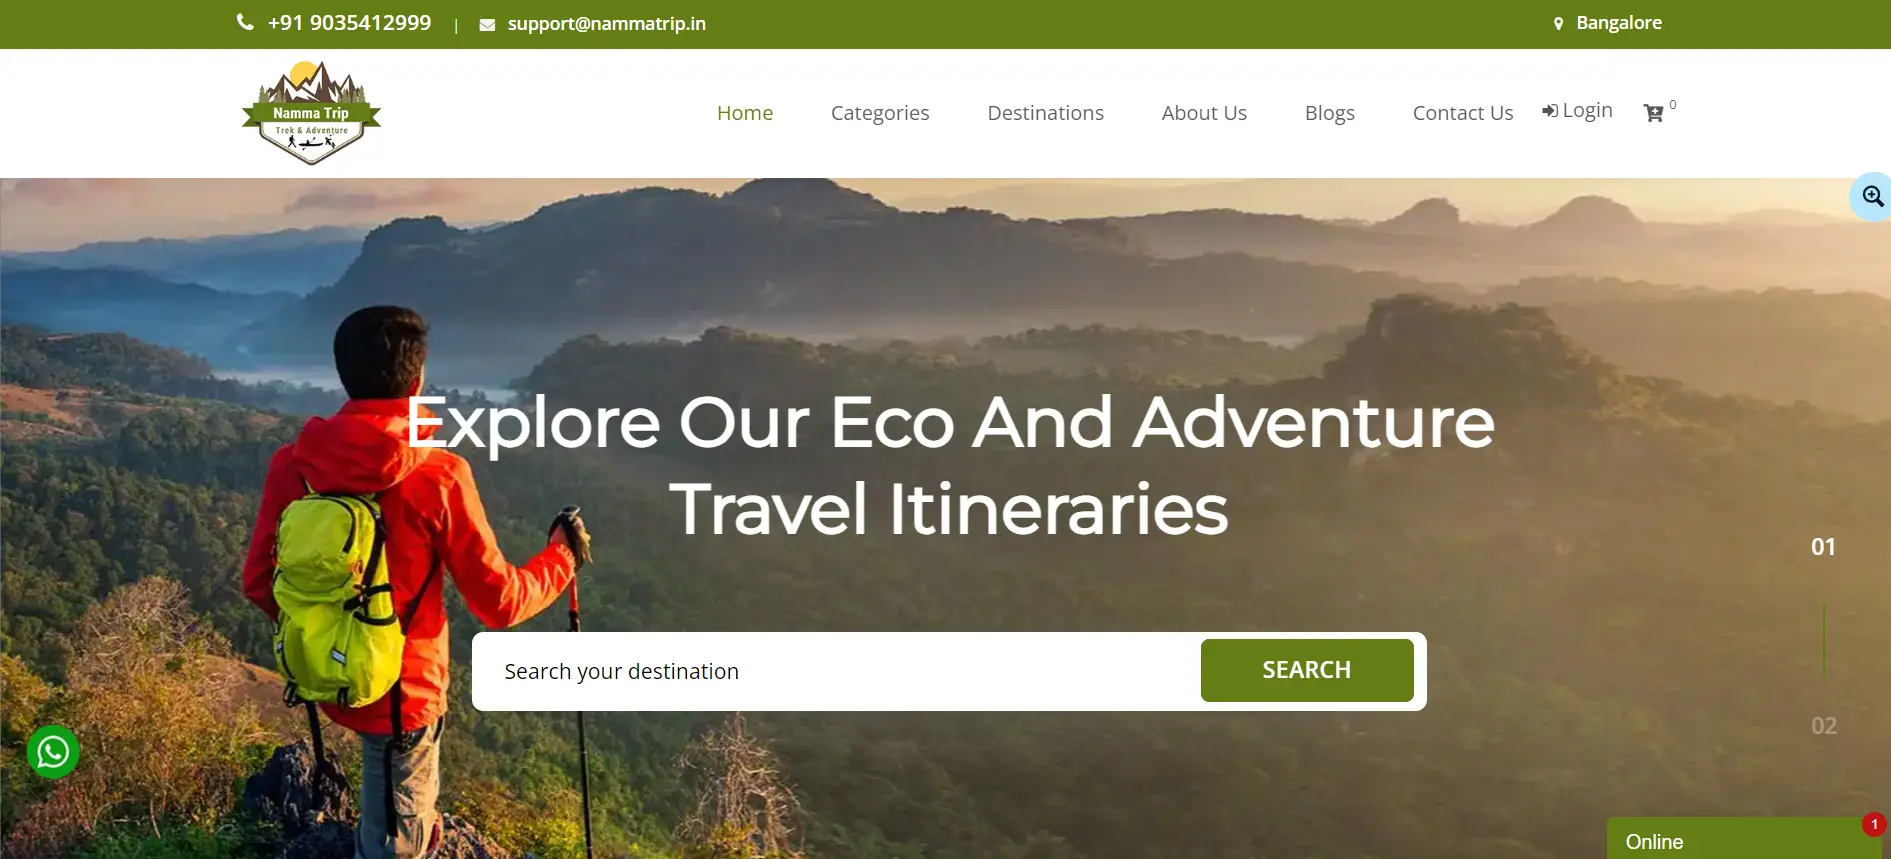 +91 9035412999 | support@nammatrip.in
Bangalore
Namma Trip
Trek & Adventure
Home
Categories
Destinations
About Us
Blogs
Contact Us
Login
0
Explore Our Eco And Adventure
Travel Itineraries
Search your destination
SEARCH
01
02
Online
1